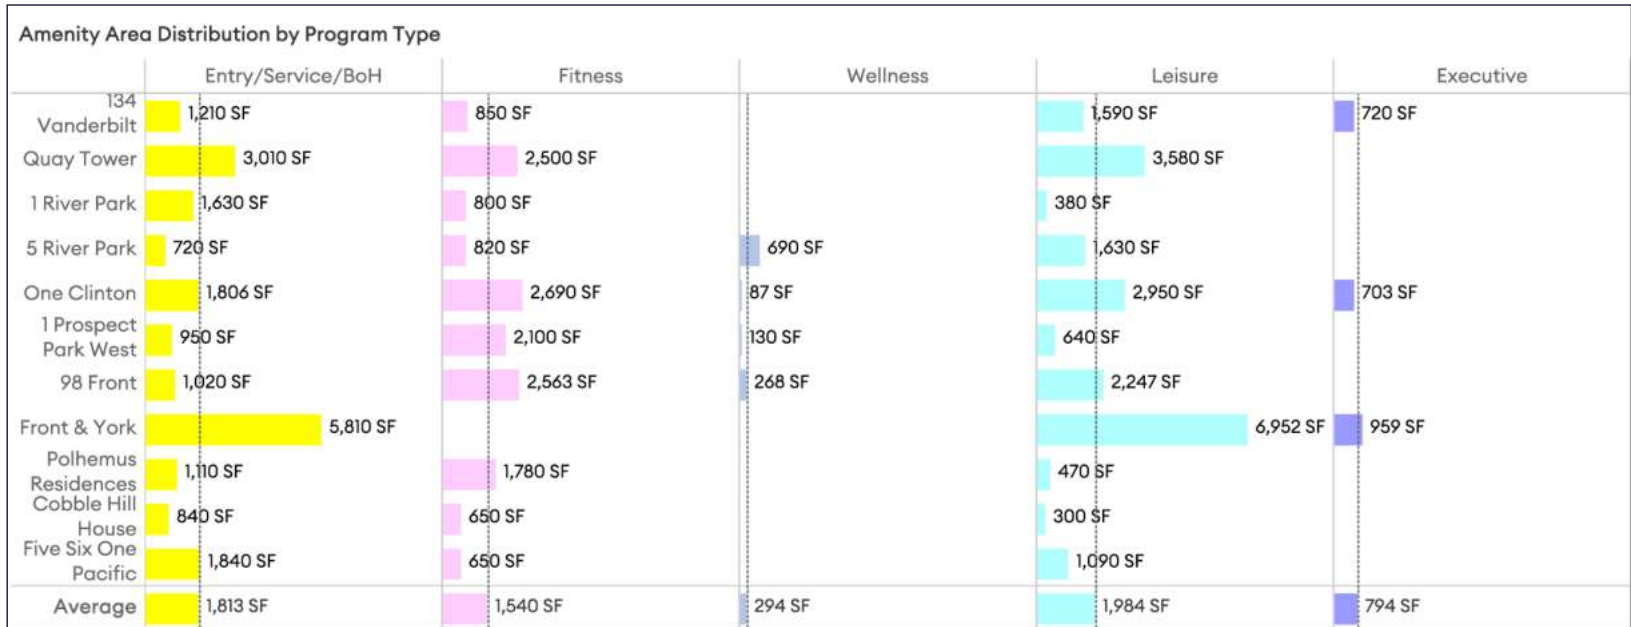 Amenity Area Distribution by Program Type
Entry/Service/BoH Fitness Wellness Leisure Executive
134
Vanderbilt 1,210 SF 850 SF 1,590 SF 720 SF
Quay Tower 3,010 SF 2,500 SF 3,580 SF
1 River Park 1,630 SF 800 SF 380 SF
5 River Park 720 SF 820 SF 690 SF 1,630 SF
One Clinton 1,806 SF 2,690 SF 87 SF 2,950 SF 703 SF
1 Prospect
Park West 950 SF 2,100 SF 130 SF 640 SF
98 Front 1,020 SF 2,563 SF 268 SF 2,247 SF
Front & York 5,810 SF 6,952 SF 959 SF
Polhemus
Residences 1,110 SF 1,780 SF 470 SF
Cobble Hill
House 840 SF 650 SF 300 SF
Five Six One
Pacific 1,840 SF 650 SF 1,090 SF
Average 1,813 SF 1,540 SF 294 SF 1,984 SF 794 SF